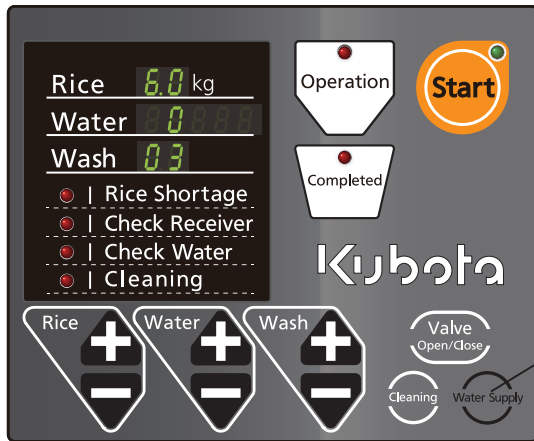 Rice 6.0 kg
Water 0
Wash 03
| Rice Shortage
| Check Receiver
| Check Water
| Cleaning
Operation
Start
Completed
Kubota
Rice + −
Water + −
Wash + −
Valve
Open/Close
Cleaning
Water Supply